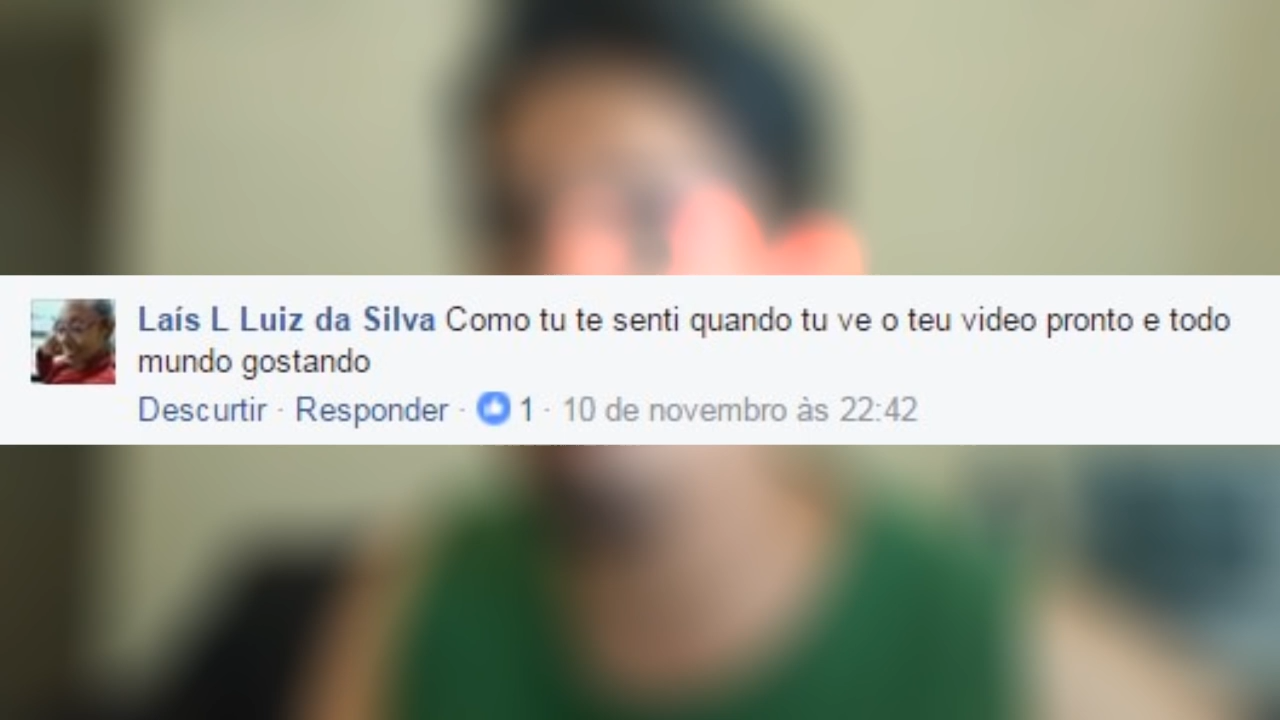 Laís L Luiz da Silva Como tu te senti quando tu ve o teu video pronto e todo
mundo gostando
Descurtir · Responder · 1 · 10 de novembro às 22:42